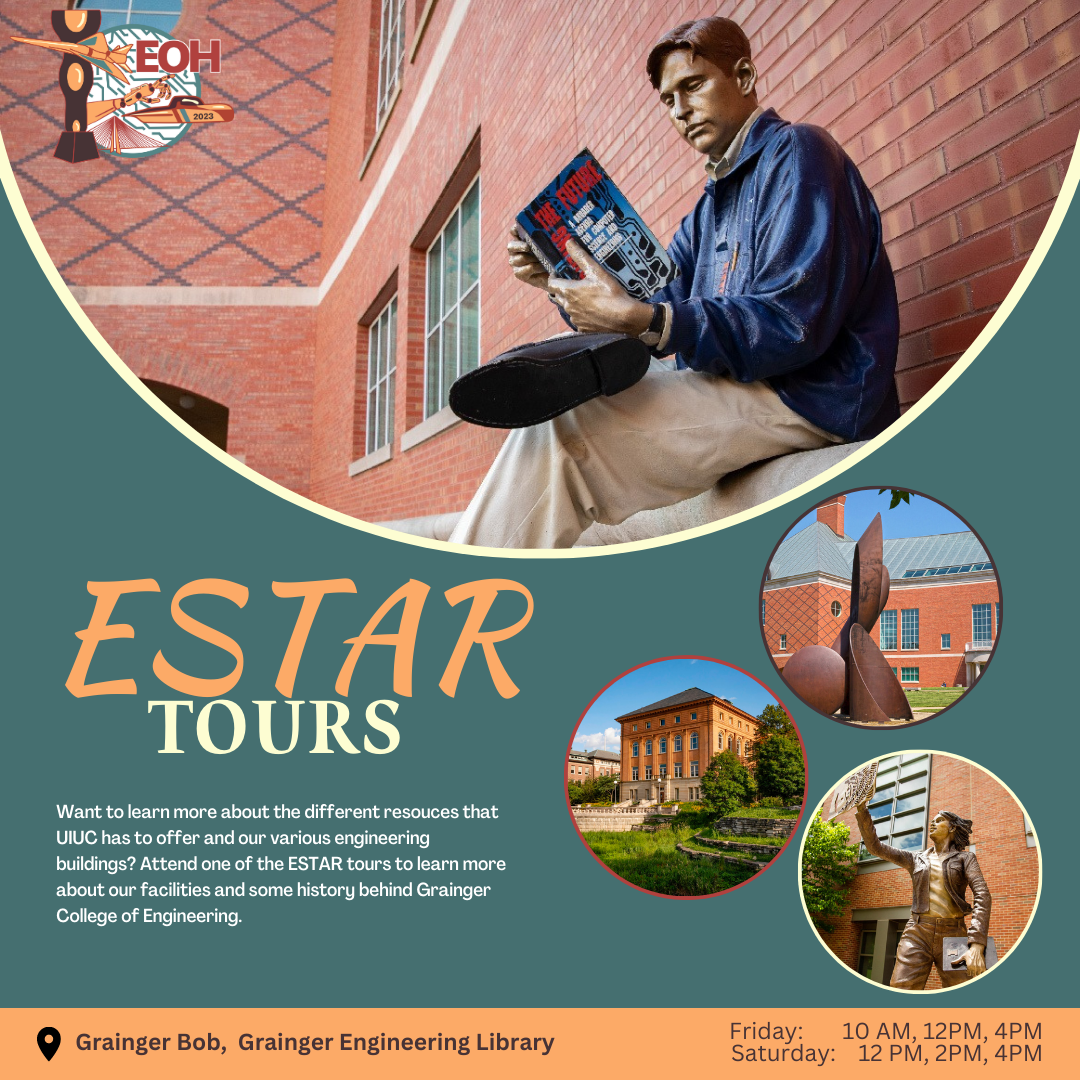 EOH
2023
THE FUTURE
ESTAR
TOURS
Want to learn more about the different resouces that
UIUC has to offer and our various engineering
buildings? Attend one of the ESTAR tours to learn more
about our facilities and some history behind Grainger
College of Engineering.
Grainger Bob,  Grainger Engineering Library
Friday: 10 AM, 12PM, 4PM
Saturday: 12 PM, 2PM, 4PM